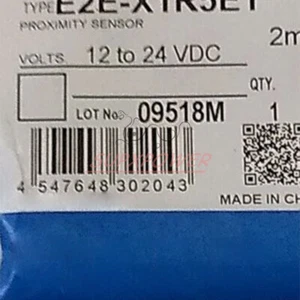 TYPE E2E-X1R5E1
PROXIMITY SENSOR
2m
VOLTS 12 to 24 VDC
QTY.
LOT No. 09518M 1
4 547648 302043
MADE IN CH